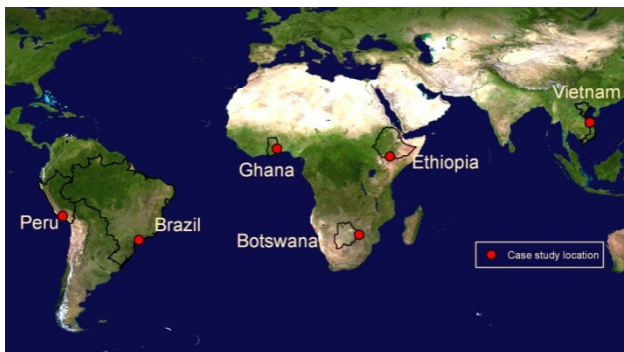 Vietnam
Ghana
Ethiopia
Peru
Brazil
Botswana
Case study location